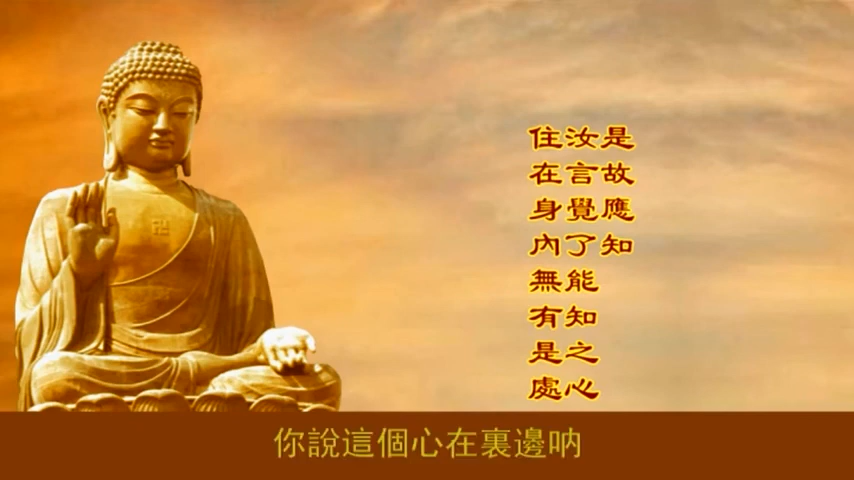 是故應知
汝言覺了能知之心
住在身內無有是處
你說這個心在裏邊吶